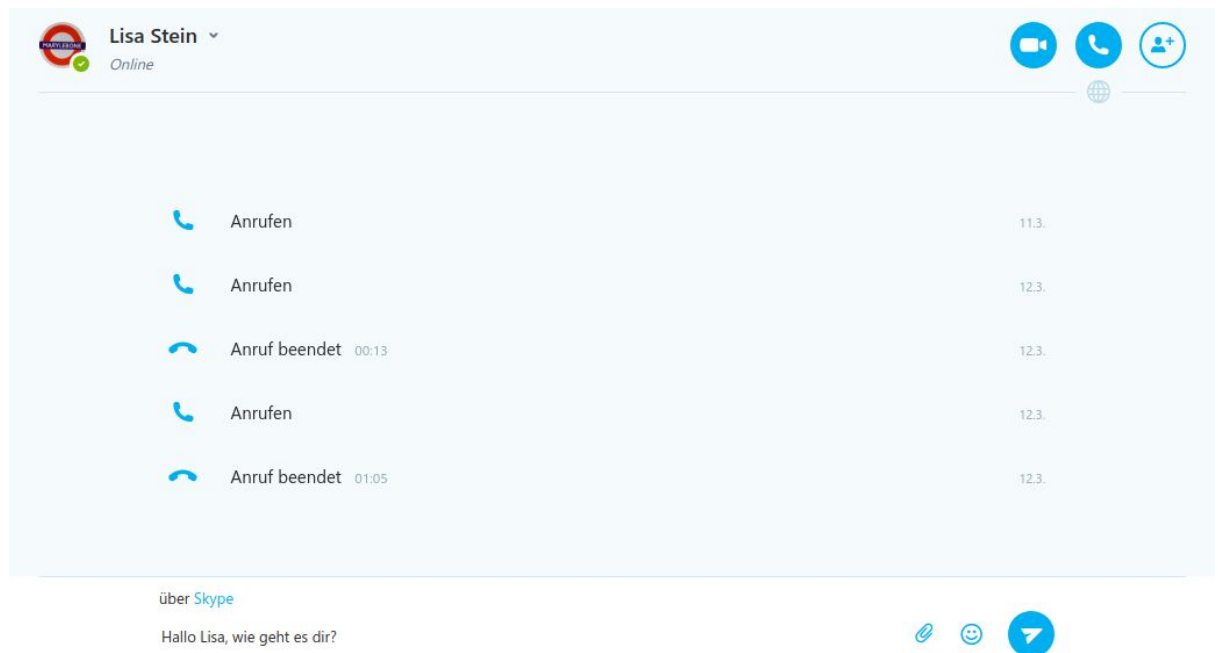 MARYLEBONE
Lisa Stein
Online
Anrufen 11.3.
Anrufen 12.3.
Anruf beendet 00:13 12.3.
Anrufen 12.3.
Anruf beendet 01:05 12.3.
über Skype
Hallo Lisa, wie geht es dir?